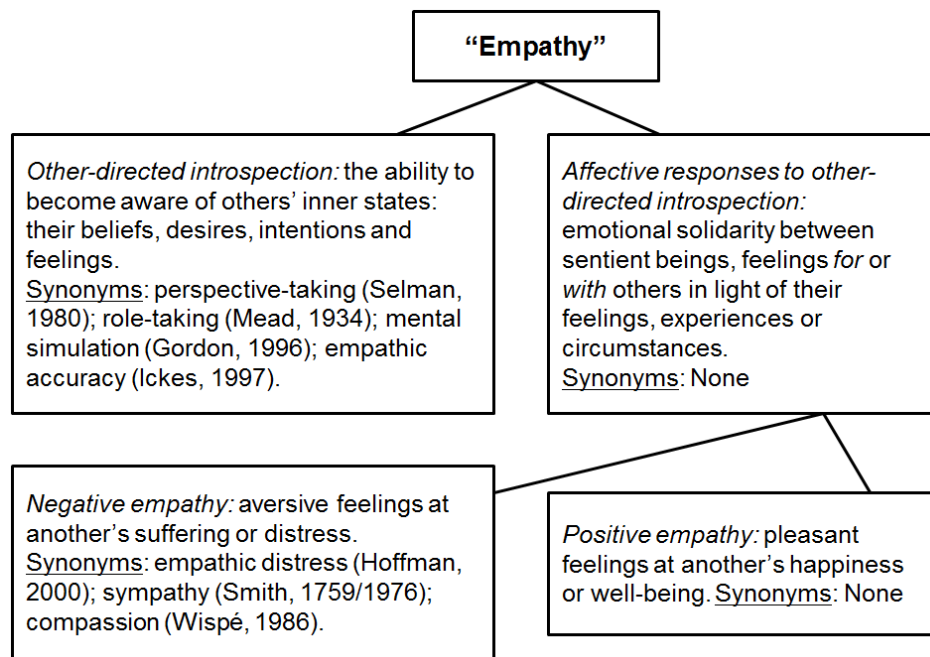 “Empathy”
Other-directed introspection: the ability to
become aware of others’ inner states:
their beliefs, desires, intentions and
feelings.
Synonyms: perspective-taking (Selman,
1980); role-taking (Mead, 1934); mental
simulation (Gordon, 1996); empathic
accuracy (Ickes, 1997).
Affective responses to other-
directed introspection:
emotional solidarity between
sentient beings, feelings for or
with others in light of their
feelings, experiences or
circumstances.
Synonyms: None
Negative empathy: aversive feelings at
another’s suffering or distress.
Synonyms: empathic distress (Hoffman,
2000); sympathy (Smith, 1759/1976);
compassion (Wispé, 1986).
Positive empathy: pleasant
feelings at another’s happiness
or well-being. Synonyms: None